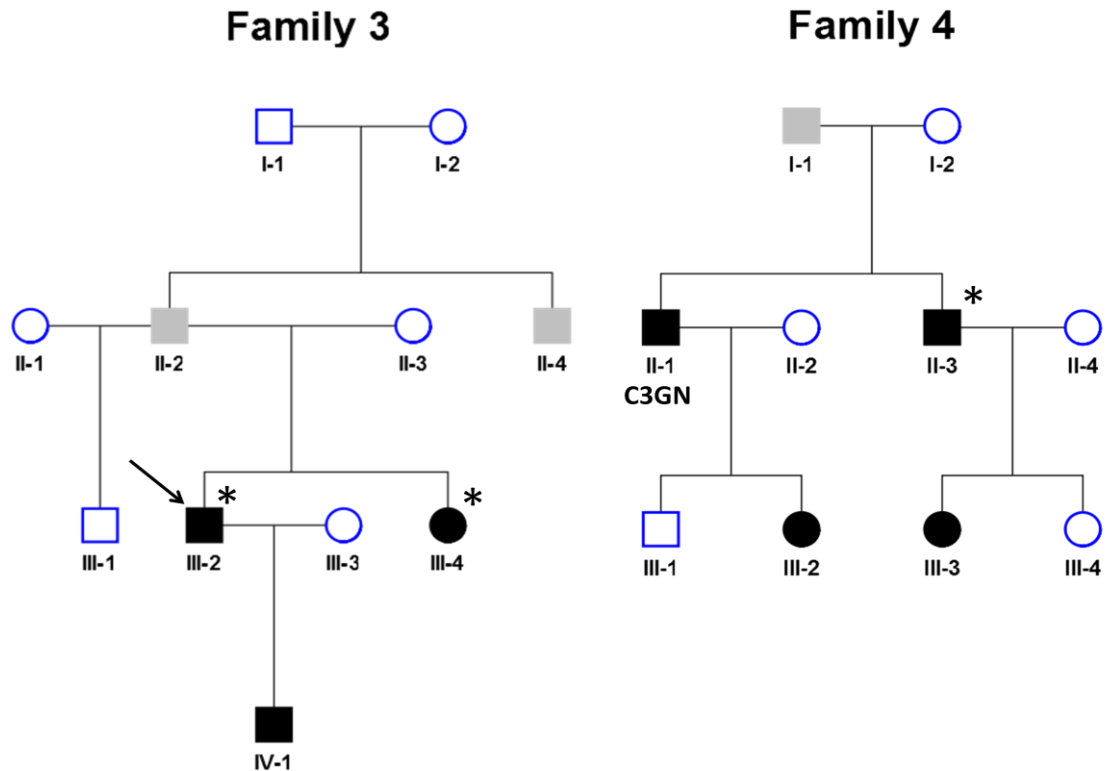 Family 3
Family 4
I-1
I-2
I-1
I-2
*
II-1
II-2
II-3
II-4
II-1
II-2
II-3
II-4
C3GN
*
*
III-1
III-2
III-3
III-4
III-1
III-2
III-3
III-4
IV-1